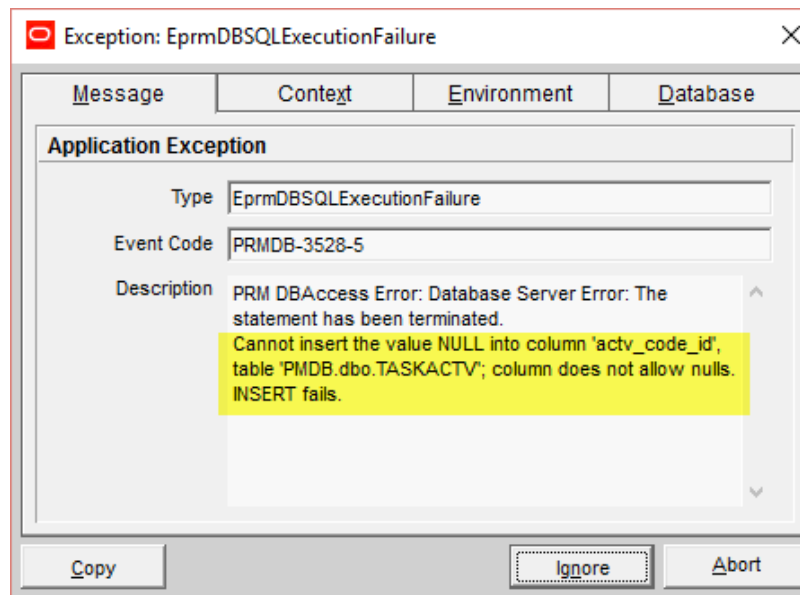 Exception: EprmDBSQLExecutionFailure
Message Context Environment Database
Application Exception
Type EprmDBSQLExecutionFailure
Event Code PRMDB-3528-5
Description PRM DBAccess Error: Database Server Error: The
statement has been terminated.
Cannot insert the value NULL into column 'actv_code_id',
table 'PMDB.dbo.TASKACTV'; column does not allow nulls.
INSERT fails.
Copy Ignore Abort